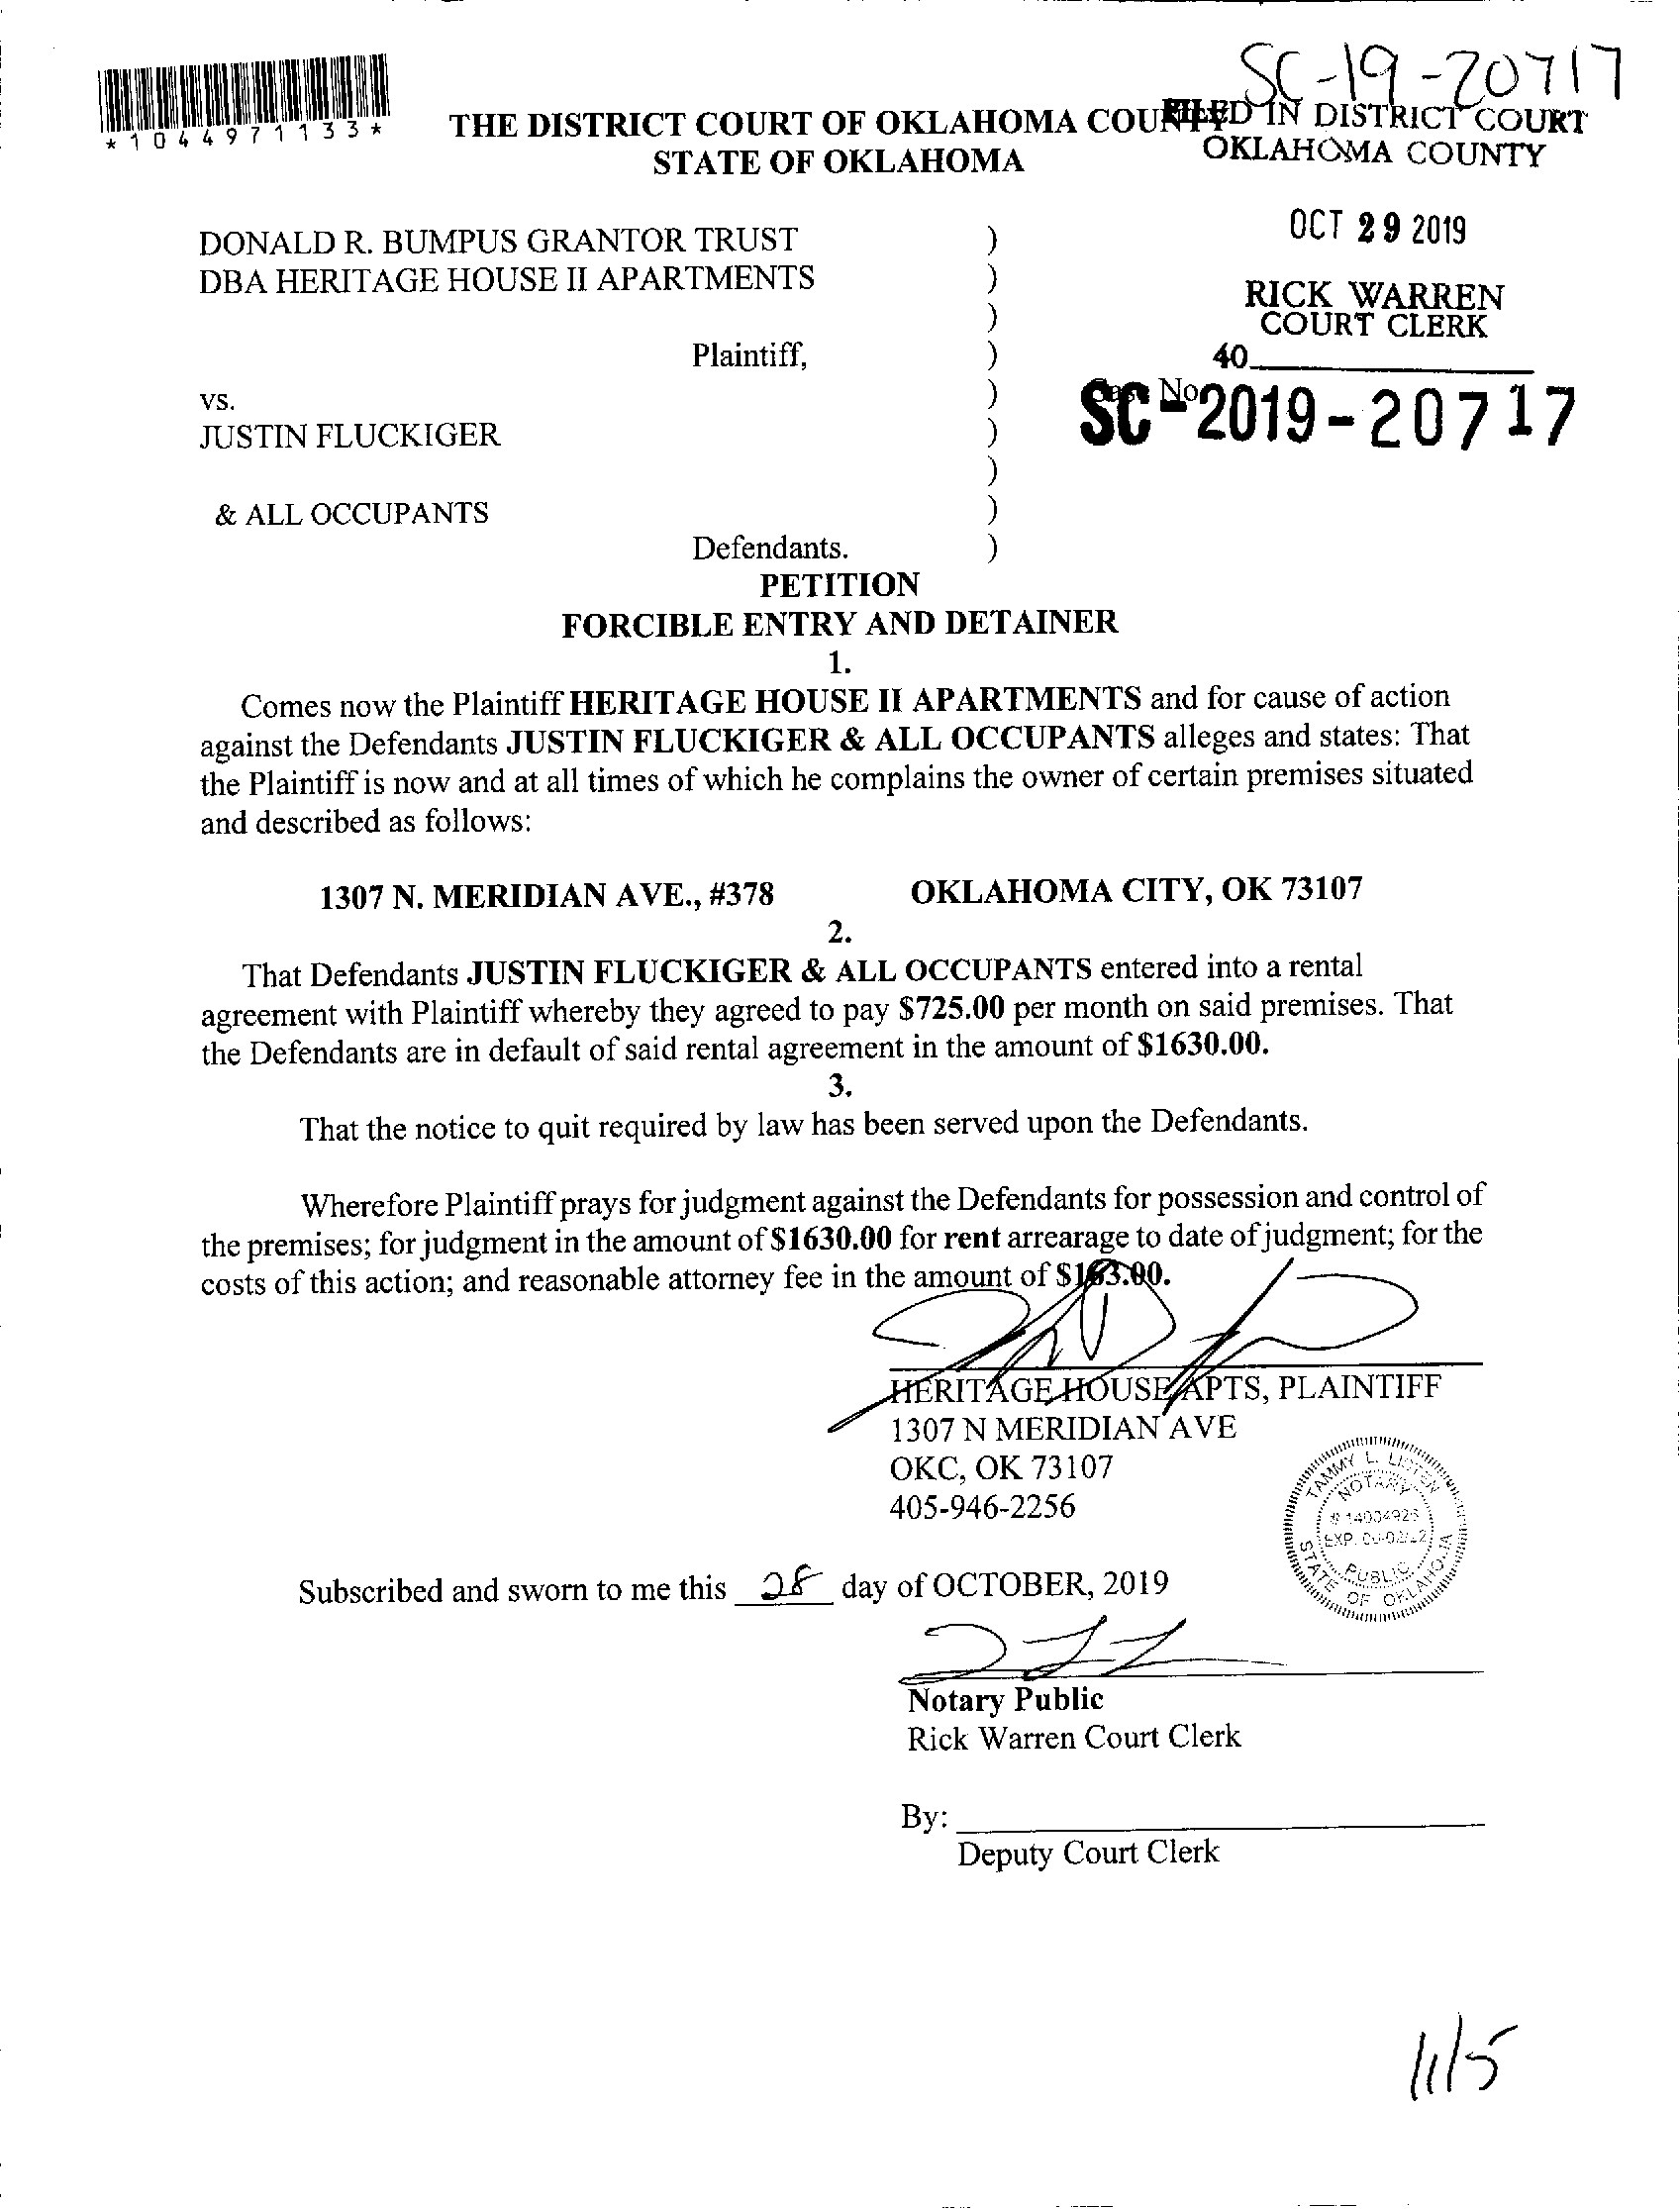 SC-19-20717
*1044971133*
THE DISTRICT COURT OF OKLAHOMA COUNTY
STATE OF OKLAHOMA
FILED IN DISTRICT COURT
OKLAHOMA COUNTY
OCT 29 2019
RICK WARREN
COURT CLERK
40
DONALD R. BUMPUS GRANTOR TRUST )
DBA HERITAGE HOUSE II APARTMENTS )
)
Plaintiff, )
vs. )
Case No
SC-2019-20717
JUSTIN FLUCKIGER )
)
& ALL OCCUPANTS )
Defendants. )
PETITION
FORCIBLE ENTRY AND DETAINER
1.
Comes now the Plaintiff HERITAGE HOUSE II APARTMENTS and for cause of action
against the Defendants JUSTIN FLUCKIGER & ALL OCCUPANTS alleges and states: That
the Plaintiff is now and at all times of which he complains the owner of certain premises situated
and described as follows:
1307 N. MERIDIAN AVE., #378 OKLAHOMA CITY, OK 73107
2.
That Defendants JUSTIN FLUCKIGER & ALL OCCUPANTS entered into a rental
agreement with Plaintiff whereby they agreed to pay $725.00 per month on said premises. That
the Defendants are in default of said rental agreement in the amount of $1630.00.
3.
That the notice to quit required by law has been served upon the Defendants.
Wherefore Plaintiff prays for judgment against the Defendants for possession and control of
the premises; for judgment in the amount of $1630.00 for rent arrearage to date of judgment; for the
costs of this action; and reasonable attorney fee in the amount of $163.00.
HERITAGE HOUSE APTS, PLAINTIFF
1307 N MERIDIAN AVE
OKC, OK 73107
405-946-2256
TAMMY L.
NOTARY
EXP.
PUBLIC
STATE OF OKLAHOMA
Subscribed and sworn to me this 28 day of OCTOBER, 2019
Notary Public
Rick Warren Court Clerk
By:
Deputy Court Clerk
11/5